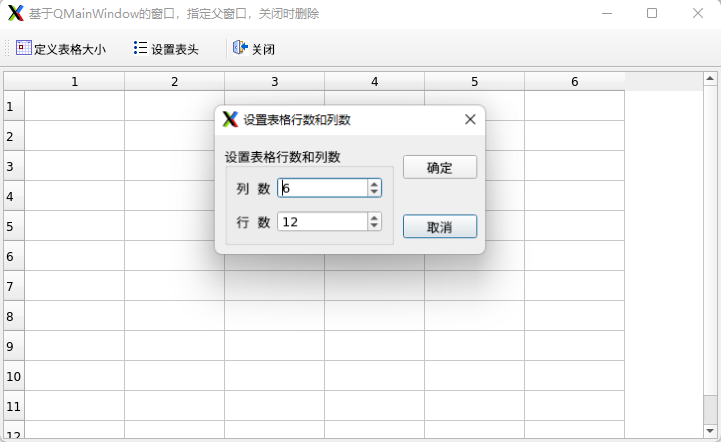 基于QMainWindow的窗口，指定父窗口，关闭时删除
定义表格大小 设置表头 关闭
1 2 3 4 5 6
1
2
3
4
5
6
7
8
9
10
11
12
设置表格行数和列数
设置表格行数和列数
列 数 6
确定
行 数 12
取消